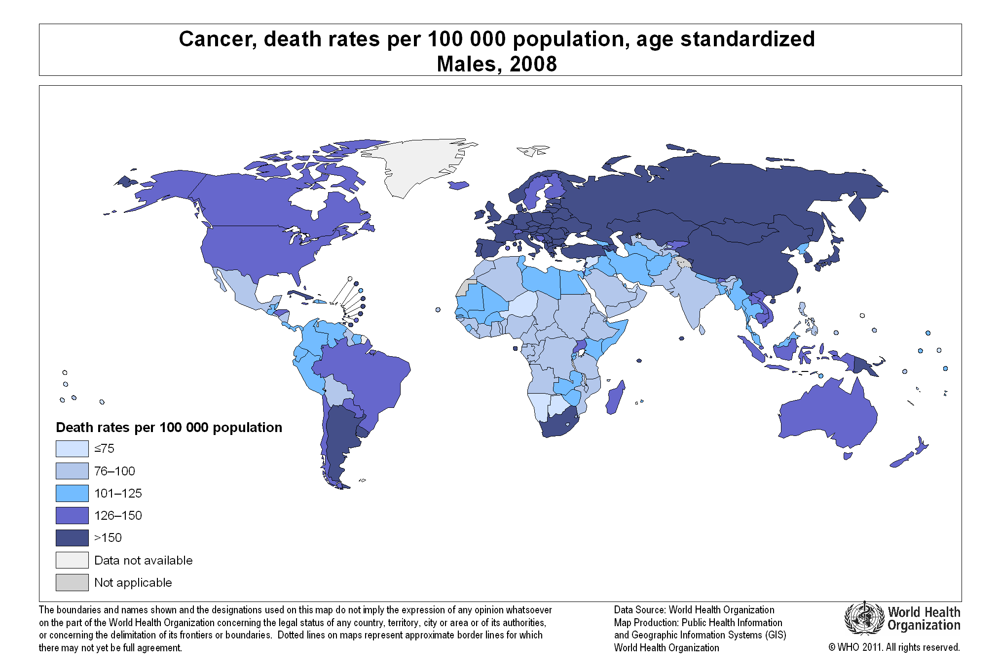 Cancer, death rates per 100 000 population, age standardized
Males, 2008
Death rates per 100 000 population
≤75
76–100
101–125
126–150
>150
Data not available
Not applicable
The boundaries and names shown and the designations used on this map do not imply the expression of any opinion whatsoever
on the part of the World Health Organization concerning the legal status of any country, territory, city or area or of its authorities,
or concerning the delimitation of its frontiers or boundaries.  Dotted lines on maps represent approximate border lines for which
there may not yet be full agreement.
Data Source: World Health Organization
Map Production: Public Health Information
and Geographic Information Systems (GIS)
World Health Organization
World Health
Organization
© WHO 2011. All rights reserved.